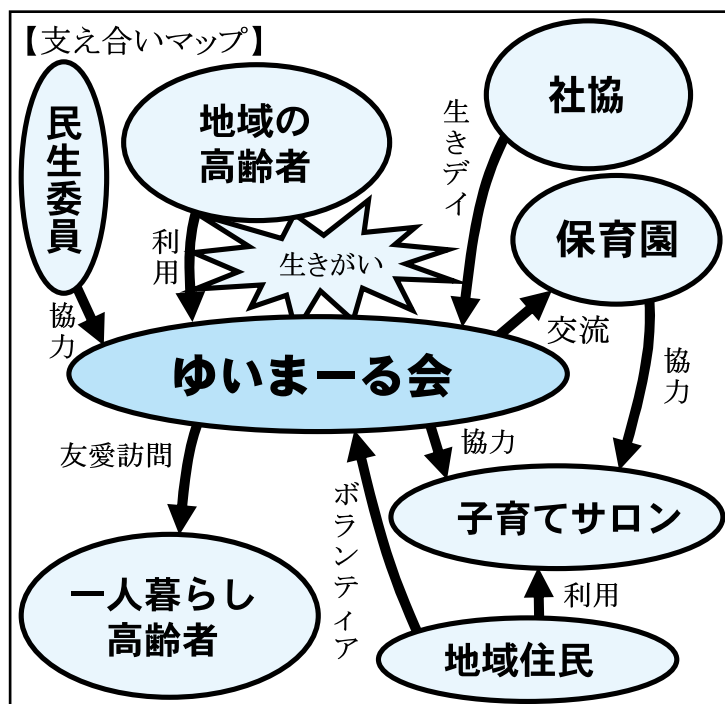 【支え合いマップ】
民生委員
地域の
高齢者
社協
生きデイ
利用
生きがい
保育園
協力
交流
ゆいまーる会
協力
友愛訪問
協力
ボランティア
子育てサロン
一人暮らし
高齢者
利用
地域住民